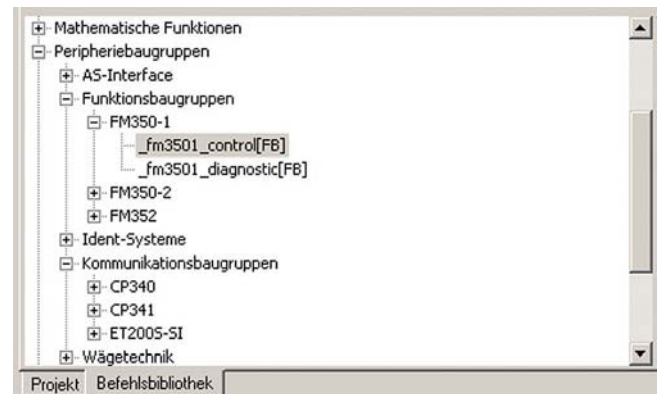 Mathematische Funktionen
Peripheriebaugruppen
AS-Interface
Funktionsbaugruppen
FM350-1
_fm3501_control[FB]
_fm3501_diagnostic[FB]
FM350-2
FM352
Ident-Systeme
Kommunikationsbaugruppen
CP340
CP341
ET200S-SI
Wägetechnik
Projekt Befehlsbibliothek